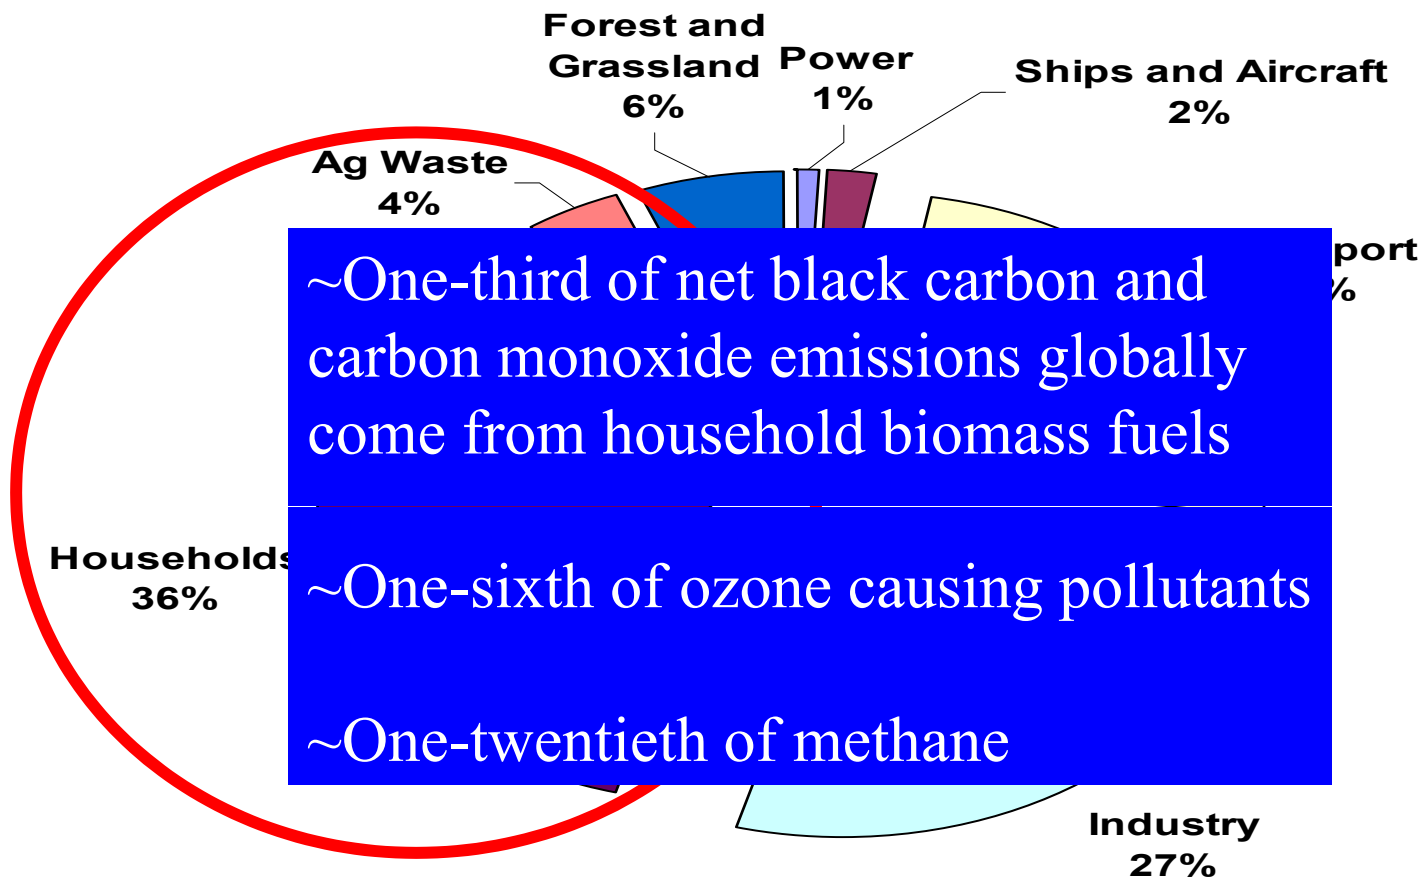 Forest and
Grassland
6%
Power
1%
Ships and Aircraft
2%
Ag Waste
4%
~One-third of net black carbon and
carbon monoxide emissions globally
come from household biomass fuels
Households
36%
~One-sixth of ozone causing pollutants
~One-twentieth of methane
Industry
27%